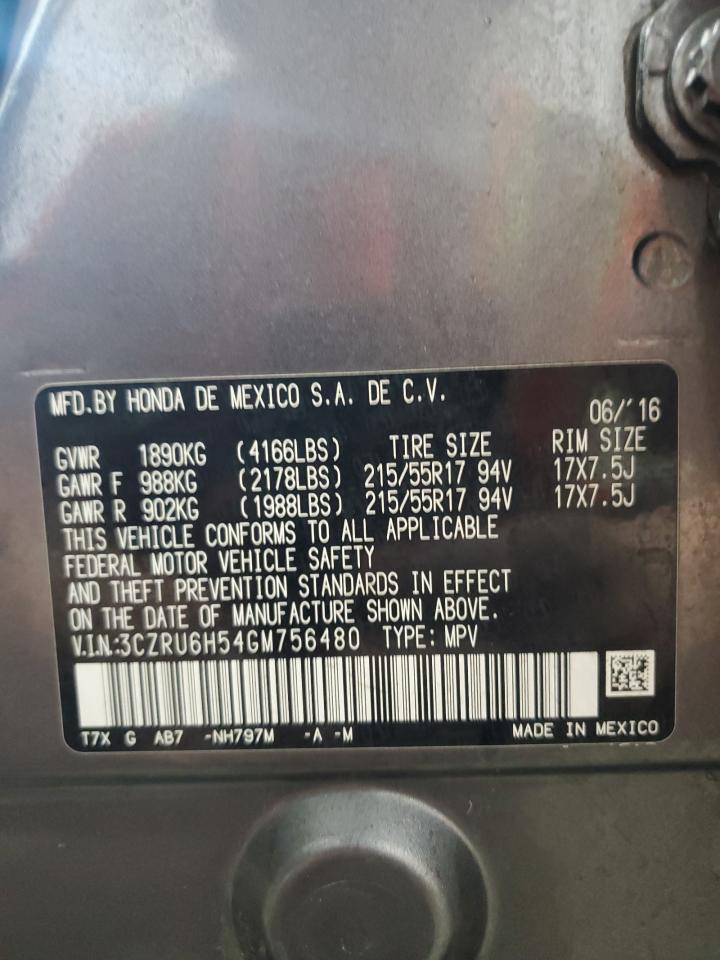 MFD.BY HONDA DE MEXICO S.A. DE C.V.
06/'16
GVWR 1890KG (4166LBS) TIRE SIZE RIM SIZE
GAWR F 988KG (2178LBS) 215/55R17 94V 17X7.5J
GAWR R 902KG (1988LBS) 215/55R17 94V 17X7.5J
THIS VEHICLE CONFORMS TO ALL APPLICABLE
FEDERAL MOTOR VEHICLE SAFETY
AND THEFT PREVENTION STANDARDS IN EFFECT
ON THE DATE OF MANUFACTURE SHOWN ABOVE.
V.I.N:3CZRU6H54GM756480 TYPE: MPV
T7X G AB7 -NH797M -A -M MADE IN MEXICO